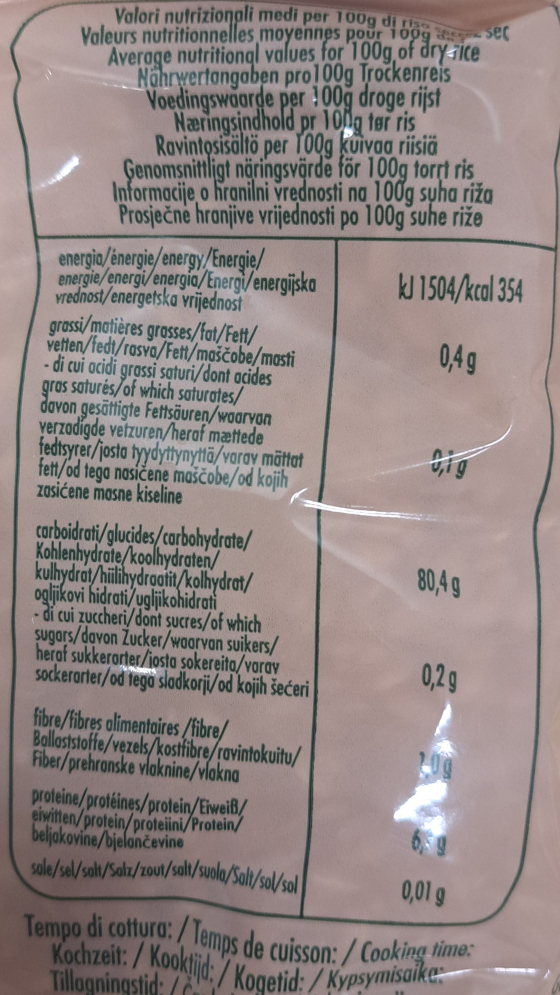 Valori nutrizionali medi per 100g di
Valeurs nutritionnelles moyennes pour 100g sec
Average nutritional values for 100g of dry rice
Nährwertangaben pro100g Trockenreis
Voedingswaarde per 100g droge rijst
Næringsindhold pr 100g tør ris
Ravintosisältö per 100g kuivaa riisiä
Genomsnittligt näringsvärde för 100g torrt ris
Informacije o hranilni vrednosti na 100g suha riža
Prosječne hranjive vrijednosti po 100g suhe riže
energia/énergie/energy/Energie/
energie/energi/energia/Energi/energijska
vrednost/energetska vrijednost
kJ 1504/kcal 354
grassi/matières grasses/fat/Fett/
vetten/fedt/rasva/Fett/maščobe/masti
0,4 g
- di cui acidi grassi saturi/dont acides
gras saturés/of which saturates/
davon gesättigte Fettsäuren/waarvan
verzadigde vetzuren/heraf mættede
fedtsyrer/josta tyydyttynyttä/varav mättat
fett/od tega nasičene maščobe/od kojih
zasićene masne kiseline
0,1 g
carboidrati/glucides/carbohydrate/
Kohlenhydrate/koolhydraten/
kulhydrat/hiilihydraatit/kolhydrat/
ogljikovi hidrati/ugljikohidrati
80,4 g
- di cui zuccheri/dont sucres/of which
sugars/davon Zucker/waarvan suikers/
heraf sukkerarter/josta sokereita/varav
sockerarter/od tega sladkorji/od kojih šećeri
0,2 g
fibre/fibres alimentaires /fibre/
Ballaststoffe/vezels/kostfibre/ravintokuitu/
Fiber/prehranske vlaknine/vlakna
proteine/protéines/protein/Eiweiß/
eiwitten/protein/proteiini/Protein/
beljakovine/bjelančevine
sale/sel/salt/Salz/zout/salt/suola/Salt/sol/sol
0,01 g
Tempo di cottura: / Temps de cuisson: / Cooking time:
Kochzeit: / Kooktijd: / Kogetid: / Kypsymisaika:
Tillagningstid: /